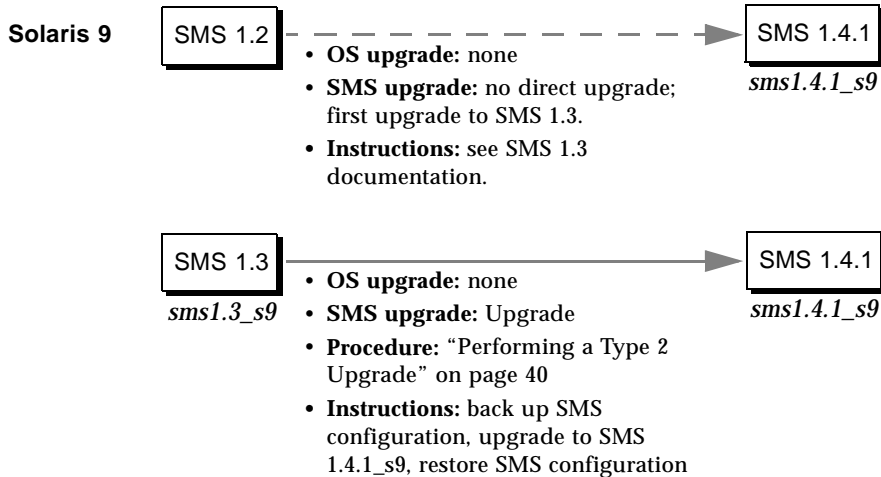 Solaris 9
SMS 1.2
SMS 1.4.1
sms1.4.1_s9
• OS upgrade: none
• SMS upgrade: no direct upgrade;
first upgrade to SMS 1.3.
• Instructions: see SMS 1.3
documentation.
SMS 1.3
sms1.3_s9
SMS 1.4.1
sms1.4.1_s9
• OS upgrade: none
• SMS upgrade: Upgrade
• Procedure: “Performing a Type 2
Upgrade” on page 40
• Instructions: back up SMS
configuration, upgrade to SMS
1.4.1_s9, restore SMS configuration